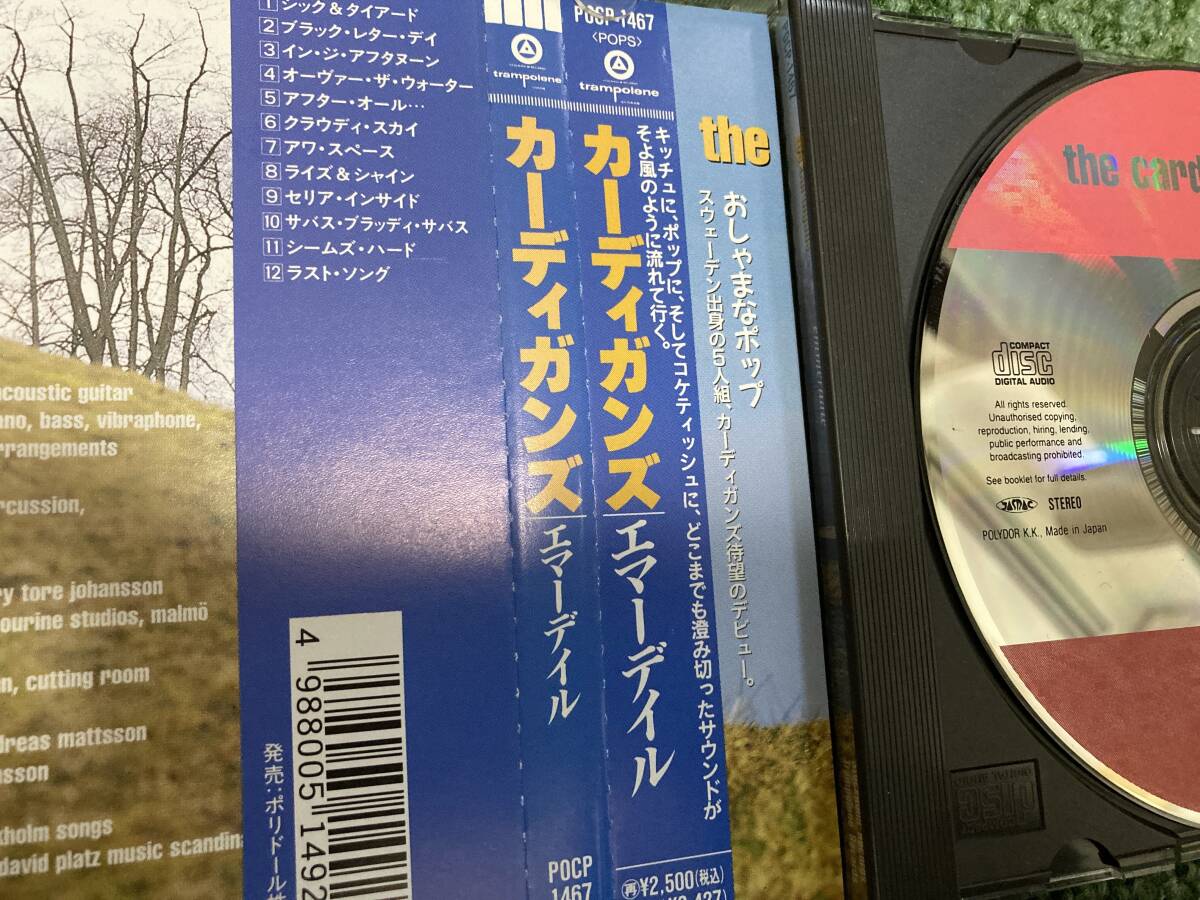 1 シック&タイアード
2 ブラック・レター・デイ
3 イン・ジ・アフタヌーン
4 オーヴァー・ザ・ウォーター
5 アフター・オール…
6 クラウディ・スカイ
7 アワ・スペース
8 ライズ&シャイン
9 セリア・インサイド
10 サバス・ブラッディ・サバス
11 シームズ・ハード
12 ラスト・ソング
acoustic guitar
bass, vibraphone,
arrangements
tore johansson
studios, malmö
cutting room
mattsson
songs
david platz music
4 988005 1492
発売:ポリドール
trampolene
カーディガンズ
エマーデイル
POCP
1467
POCP-1467
〈POPS〉
trampolene
カーディガンズ
エマーデイル
再¥2,500(税込)
キッチュに、ポップに、そしてコケティッシュに、どこまでも澄み切ったサウンドが
そよ風のように流れて行く。
the
おしゃまなポップ
スウェーデン出身の5人組、カーディガンズ待望のデビュー。
the card
COMPACT
disc
DIGITAL AUDIO
All rights reserved.
Unauthorised copying,
reproduction, hiring, lending,
public performance and
broadcasting prohibited.
See booklet for full details.
JASRAC STEREO
POLYDOR K.K., Made in Japan